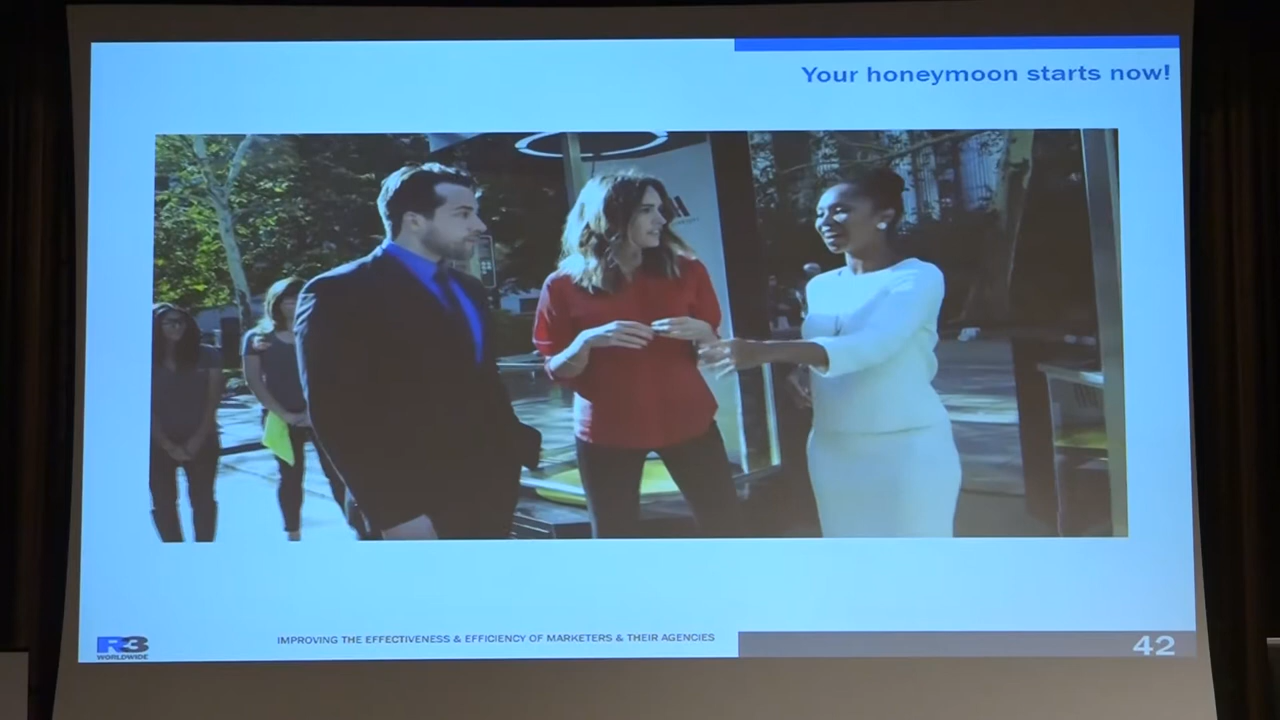 Your honeymoon starts now!
R3
WORLDWIDE
IMPROVING THE EFFECTIVENESS & EFFICIENCY OF MARKETERS & THEIR AGENCIES
42